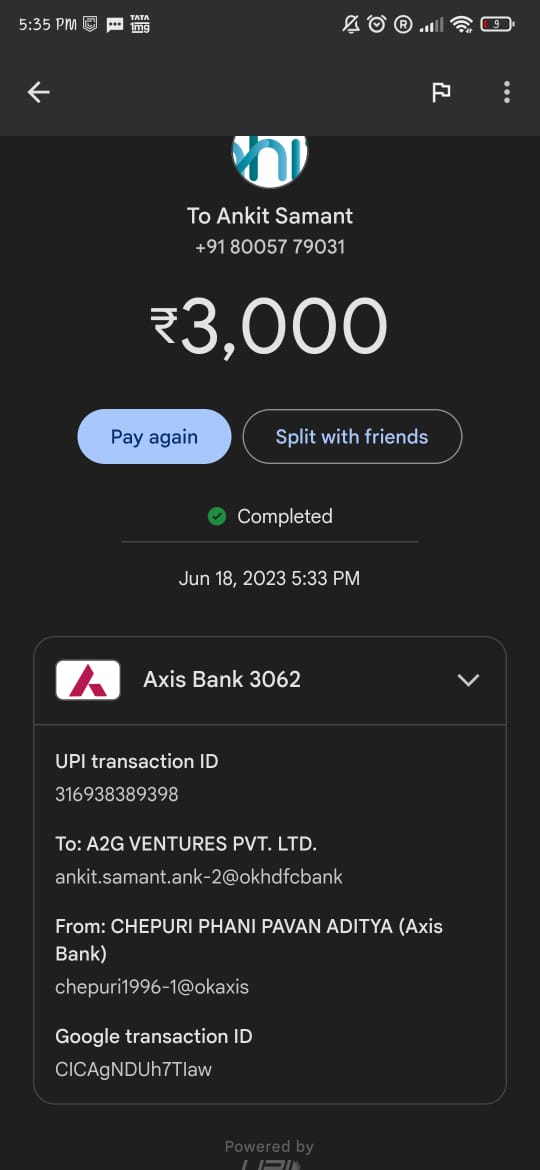 5:35 PM
TATA
1mg
R
9
To Ankit Samant
+91 80057 79031
₹3,000
Pay again
Split with friends
Completed
Jun 18, 2023 5:33 PM
Axis Bank 3062
UPI transaction ID
316938389398
To: A2G VENTURES PVT. LTD.
ankit.samant.ank-2@okhdfcbank
From: CHEPURI PHANI PAVAN ADITYA (Axis
Bank)
chepuri1996-1@okaxis
Google transaction ID
CICAgNDUh7TIaw
Powered by